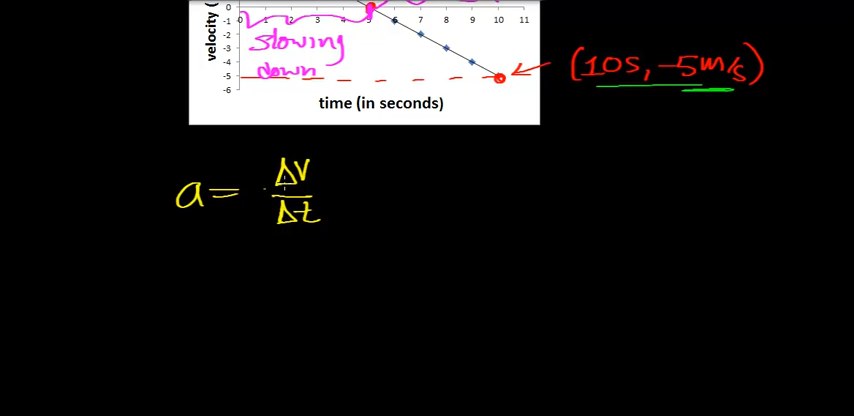 velocity (
0
-1
-2
-3
-4
-5
-6
0 1 2 3 4 5 6 7 8 9 10 11
time (in seconds)
slowing
down
(10s, -5m/s)
a = Δv
Δt